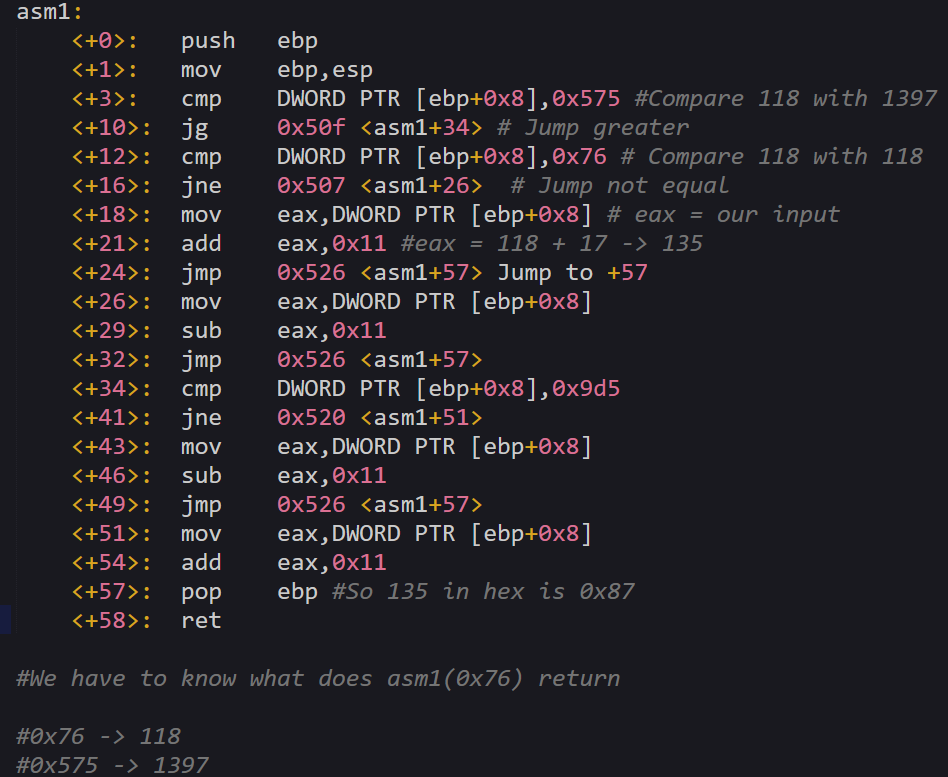 asm1:
<+0>: push ebp
<+1>: mov ebp,esp
<+3>: cmp DWORD PTR [ebp+0x8],0x575 #Compare 118 with 1397
<+10>: jg 0x50f <asm1+34> # Jump greater
<+12>: cmp DWORD PTR [ebp+0x8],0x76 # Compare 118 with 118
<+16>: jne 0x507 <asm1+26> # Jump not equal
<+18>: mov eax,DWORD PTR [ebp+0x8] # eax = our input
<+21>: add eax,0x11 #eax = 118 + 17 -> 135
<+24>: jmp 0x526 <asm1+57> Jump to +57
<+26>: mov eax,DWORD PTR [ebp+0x8]
<+29>: sub eax,0x11
<+32>: jmp 0x526 <asm1+57>
<+34>: cmp DWORD PTR [ebp+0x8],0x9d5
<+41>: jne 0x520 <asm1+51>
<+43>: mov eax,DWORD PTR [ebp+0x8]
<+46>: sub eax,0x11
<+49>: jmp 0x526 <asm1+57>
<+51>: mov eax,DWORD PTR [ebp+0x8]
<+54>: add eax,0x11
<+57>: pop ebp #So 135 in hex is 0x87
<+58>: ret
#We have to know what does asm1(0x76) return
#0x76 -> 118
#0x575 -> 1397